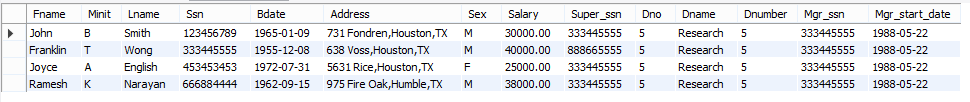 Fname Minit Lname Ssn Bdate Address Sex Salary Super_ssn Dno Dname Dnumber Mgr_ssn Mgr_start_date
John B Smith 123456789 1965-01-09 731 Fondren,Houston,TX M 30000.00 333445555 5 Research 5 333445555 1988-05-22
Franklin T Wong 333445555 1955-12-08 638 Voss,Houston,TX M 40000.00 888665555 5 Research 5 333445555 1988-05-22
Joyce A English 453453453 1972-07-31 5631 Rice,Houston,TX F 25000.00 333445555 5 Research 5 333445555 1988-05-22
Ramesh K Narayan 666884444 1962-09-15 975 Fire Oak,Humble,TX M 38000.00 333445555 5 Research 5 333445555 1988-05-22